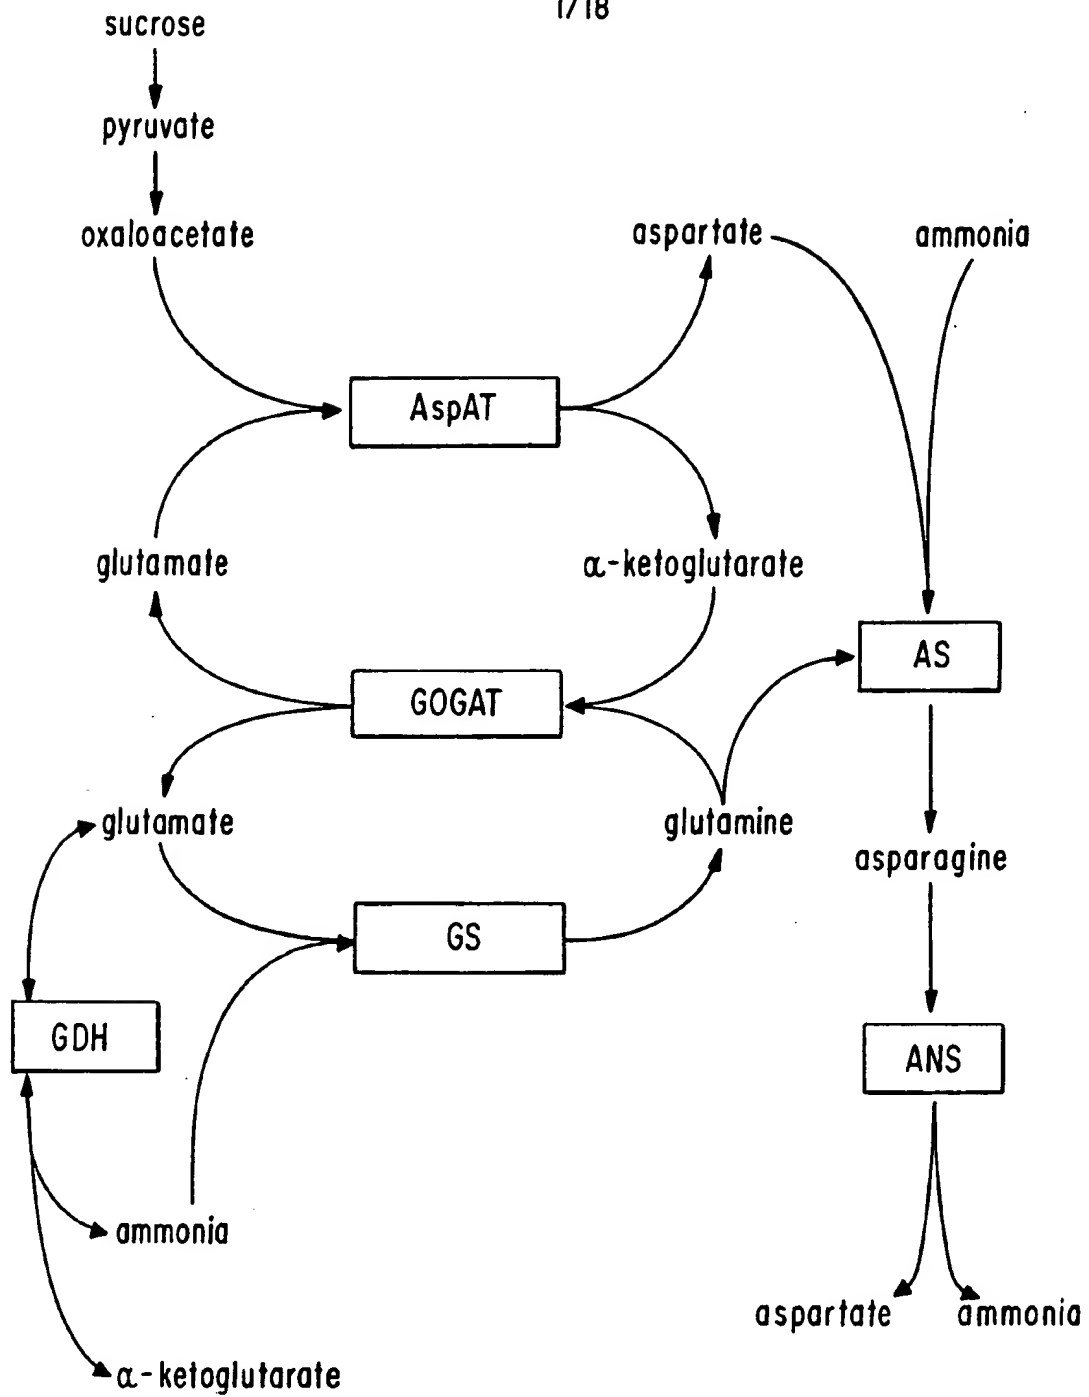 1/18
sucrose
pyruvate
oxaloacetate
aspartate
ammonia
AspAT
glutamate
α-ketoglutarate
AS
GOGAT
glutamate
glutamine
asparagine
GS
GDH
ANS
ammonia
aspartate
ammonia
α-ketoglutarate